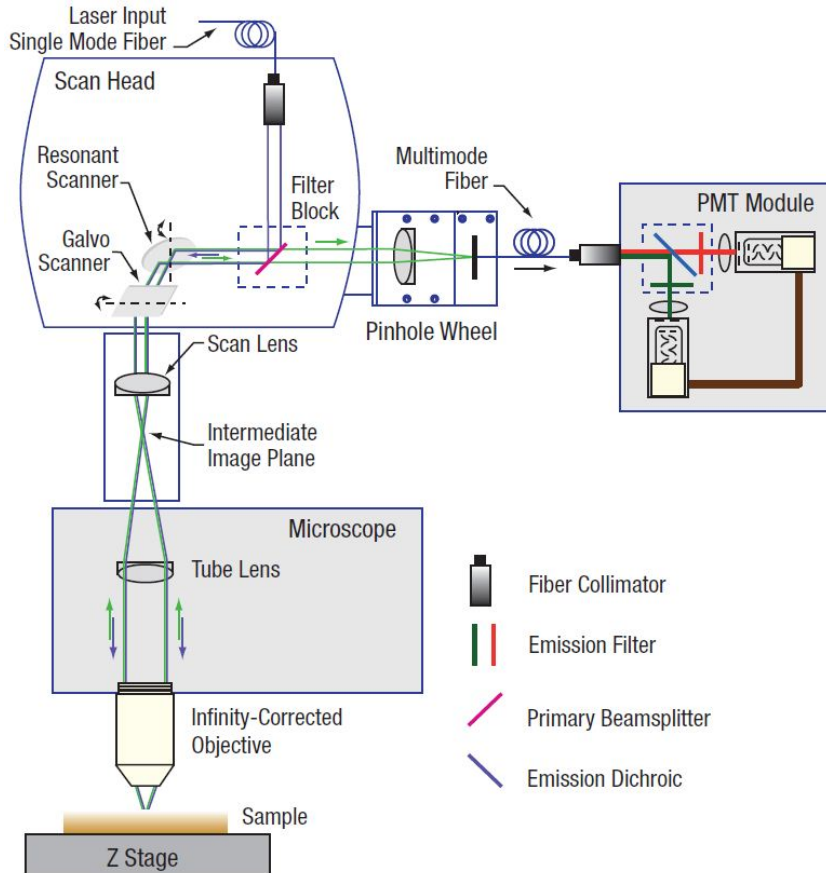 Laser Input
Single Mode Fiber
Scan Head
Resonant
Scanner
Galvo
Scanner
Filter
Block
Multimode
Fiber
PMT Module
Pinhole Wheel
Scan Lens
Intermediate
Image Plane
Microscope
Tube Lens
Infinity-Corrected
Objective
Sample
Z Stage
Fiber Collimator
Emission Filter
Primary Beamsplitter
Emission Dichroic